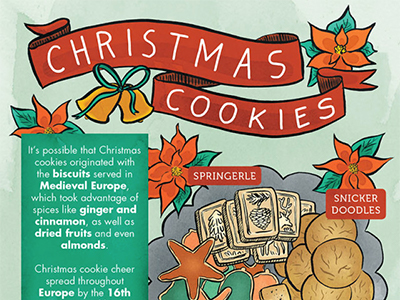 CHRISTMAS
COOKIES
It's possible that Christmas
cookies originated with
the biscuits served in
Medieval Europe,
which took advantage of
spices like ginger and
cinnamon, as well as
dried fruits and even
almonds.
Christmas cookie cheer
spread throughout
Europe by the 16th
SPRINGERLE
SNICKER
DOODLES